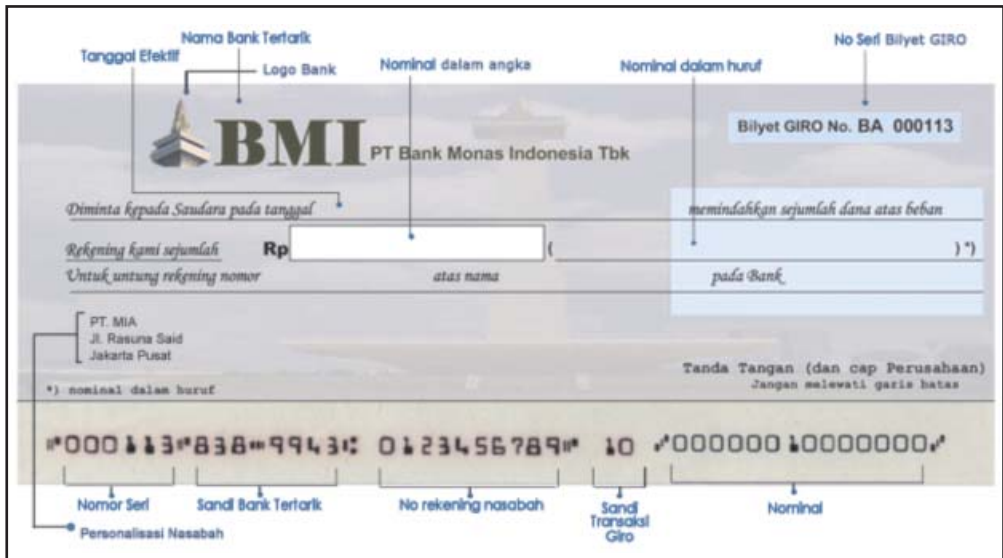 Nama Bank Tertarik
No Seri Bilyet GIRO
Tanggal Efektif
Logo Bank
Nominal dalam angka
Nominal dalam huruf
Bilyet GIRO No. BA 000113
BMI PT Bank Monas Indonesia Tbk
Diminta kepada Saudara pada tanggal memindahkan sejumlah dana atas beban
Rekening kami sejumlah Rp ( ) *)
Untuk untung rekening nomor atas nama pada Bank
PT. MIA
Jl. Rasuna Said
Jakarta Pusat
Tanda Tangan (dan cap Perusahaan)
Jangan melewati garis batas
*) nominal dalam huruf
⑈000113⑈838⑉9943⑆ 0123456789⑈ 10 ⑇00000010000000⑇
Nomor Seri
Sandi Bank Tertarik
No rekening nasabah
Sandi
Transaksi
Giro
Nominal
Personalisasi Nasabah